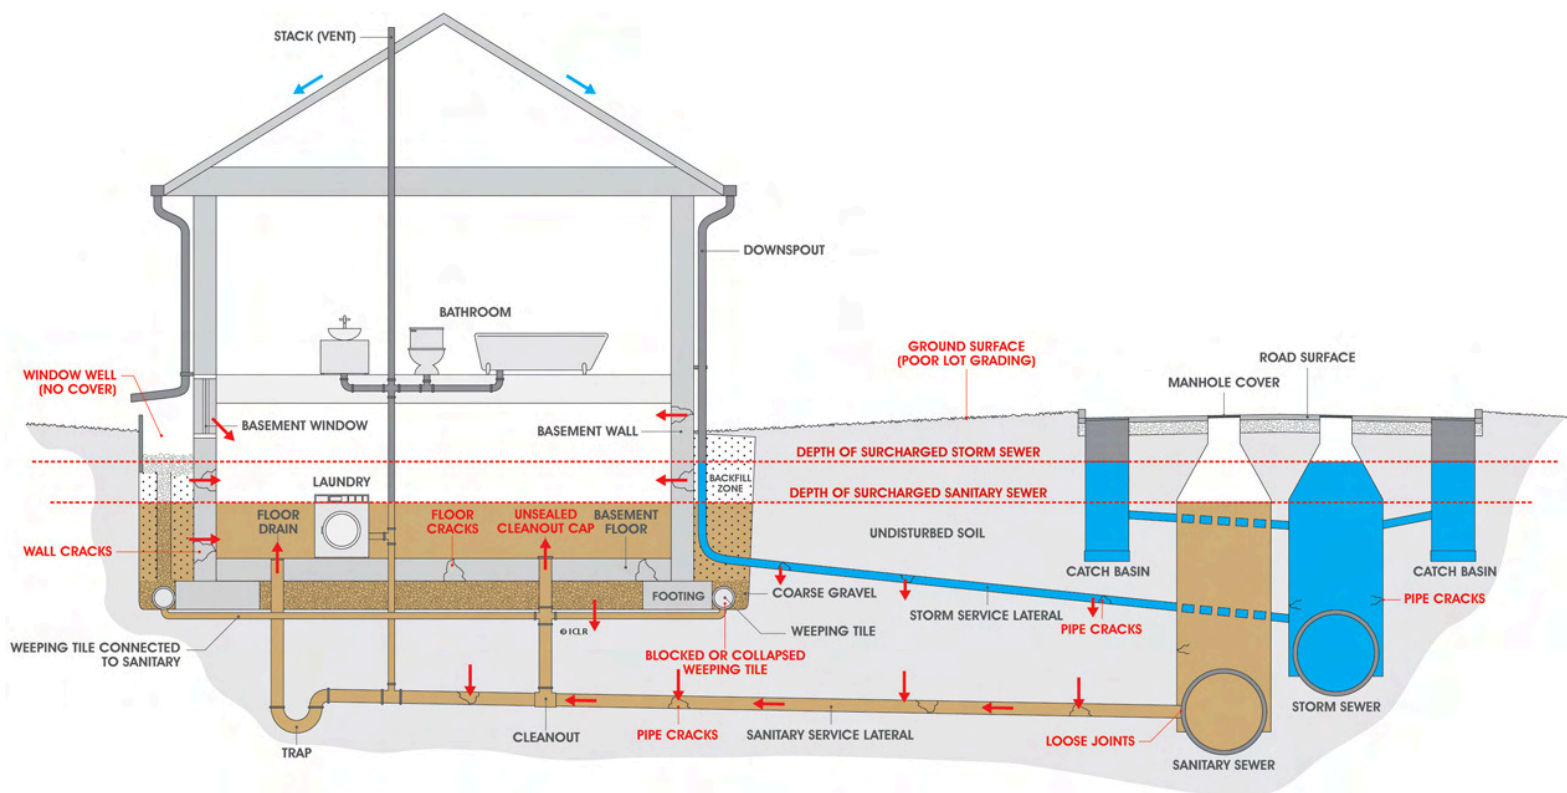 STACK (VENT)
DOWNSPOUT
BATHROOM
WINDOW WELL
(NO COVER)
GROUND SURFACE
(POOR LOT GRADING)
ROAD SURFACE
MANHOLE COVER
BASEMENT WINDOW
BASEMENT WALL
DEPTH OF SURCHARGED STORM SEWER
BACKFILL
ZONE
LAUNDRY
DEPTH OF SURCHARGED SANITARY SEWER
FLOOR
DRAIN
FLOOR
CRACKS
UNSEALED
CLEANOUT CAP
BASEMENT
FLOOR
UNDISTURBED SOIL
WALL CRACKS
CATCH BASIN
CATCH BASIN
FOOTING
COARSE GRAVEL
STORM SERVICE LATERAL
PIPE CRACKS
PIPE CRACKS
© ICLR
WEEPING TILE
WEEPING TILE CONNECTED
TO SANITARY
BLOCKED OR COLLAPSED
WEEPING TILE
STORM SEWER
TRAP
CLEANOUT
PIPE CRACKS
SANITARY SERVICE LATERAL
LOOSE JOINTS
SANITARY SEWER